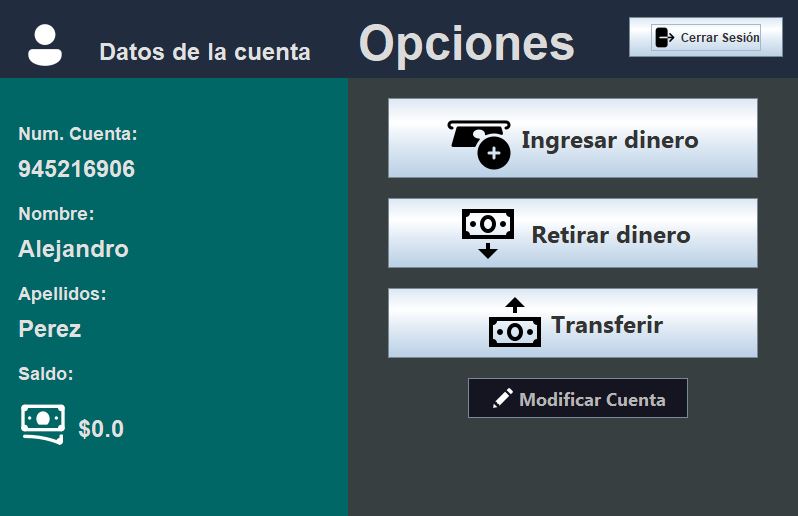 Datos de la cuenta
Opciones
Cerrar Sesión
Num. Cuenta:
945216906
Nombre:
Alejandro
Apellidos:
Perez
Saldo:
$0.0
Ingresar dinero
Retirar dinero
Transferir
Modificar Cuenta